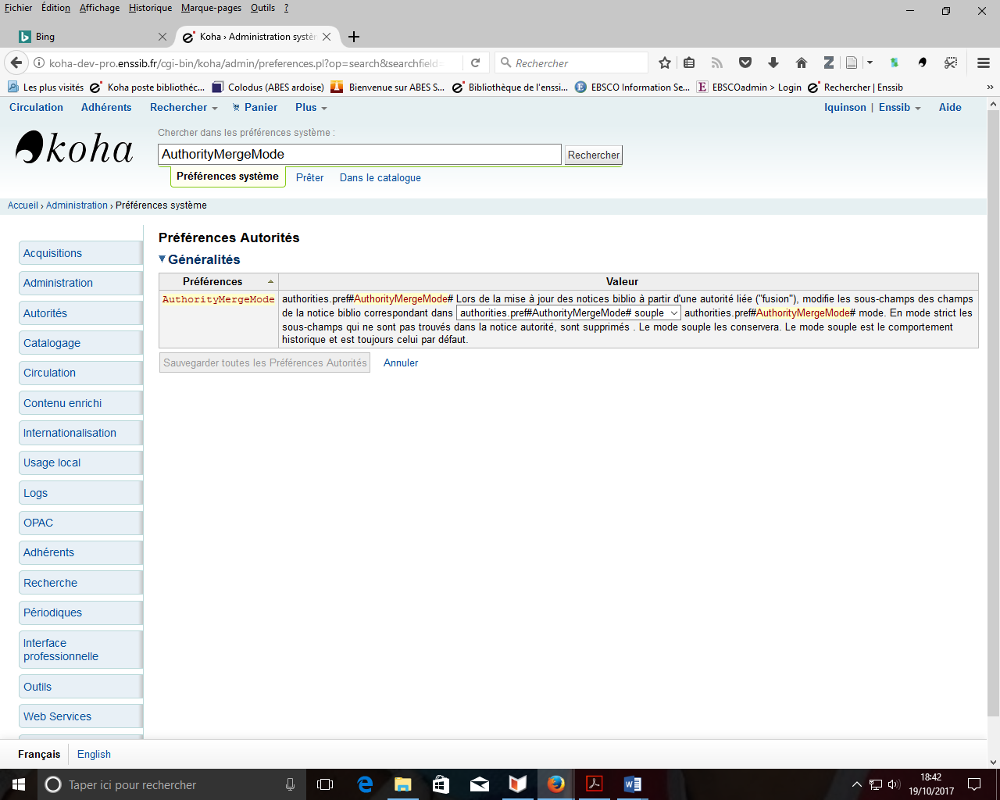 Fichier Édition Affichage Historique Marque-pages Outils ?
Bing
Koha › Administration systèm
koha-dev-pro.enssib.fr/cgi-bin/koha/admin/preferences.pl?op=search&searchfield=
Rechercher
Les plus visités Koha poste bibliothéc... Colodus (ABES ardoise) Bienvenue sur ABES S... Bibliothèque de l'enssi... EBSCO Information Se... EBSCOadmin > Login Rechercher | Enssib »
Circulation Adhérents Rechercher Panier Plus lquinson | Enssib Aide
koha
Chercher dans les préférences système :
AuthorityMergeMode Rechercher
Préférences système Prêter Dans le catalogue
Accueil › Administration › Préférences système
Acquisitions
Administration
Autorités
Catalogage
Circulation
Contenu enrichi
Internationalisation
Usage local
Logs
OPAC
Adhérents
Recherche
Périodiques
Interface
professionnelle
Outils
Web Services
Préférences Autorités
Généralités
Préférences Valeur
AuthorityMergeMode
authorities.pref#AuthorityMergeMode# Lors de la mise à jour des notices biblio à partir d'une autorité liée ("fusion"), modifie les sous-champs des champs
de la notice biblio correspondant dans authorities.pref#AuthorityMergeMode# souple authorities.pref#AuthorityMergeMode# mode. En mode strict les
sous-champs qui ne sont pas trouvés dans la notice autorité, sont supprimés . Le mode souple les conservera. Le mode souple est le comportement
historique et est toujours celui par défaut.
Sauvegarder toutes les Préférences Autorités Annuler
Français English
Taper ici pour rechercher
18:42
19/10/2017